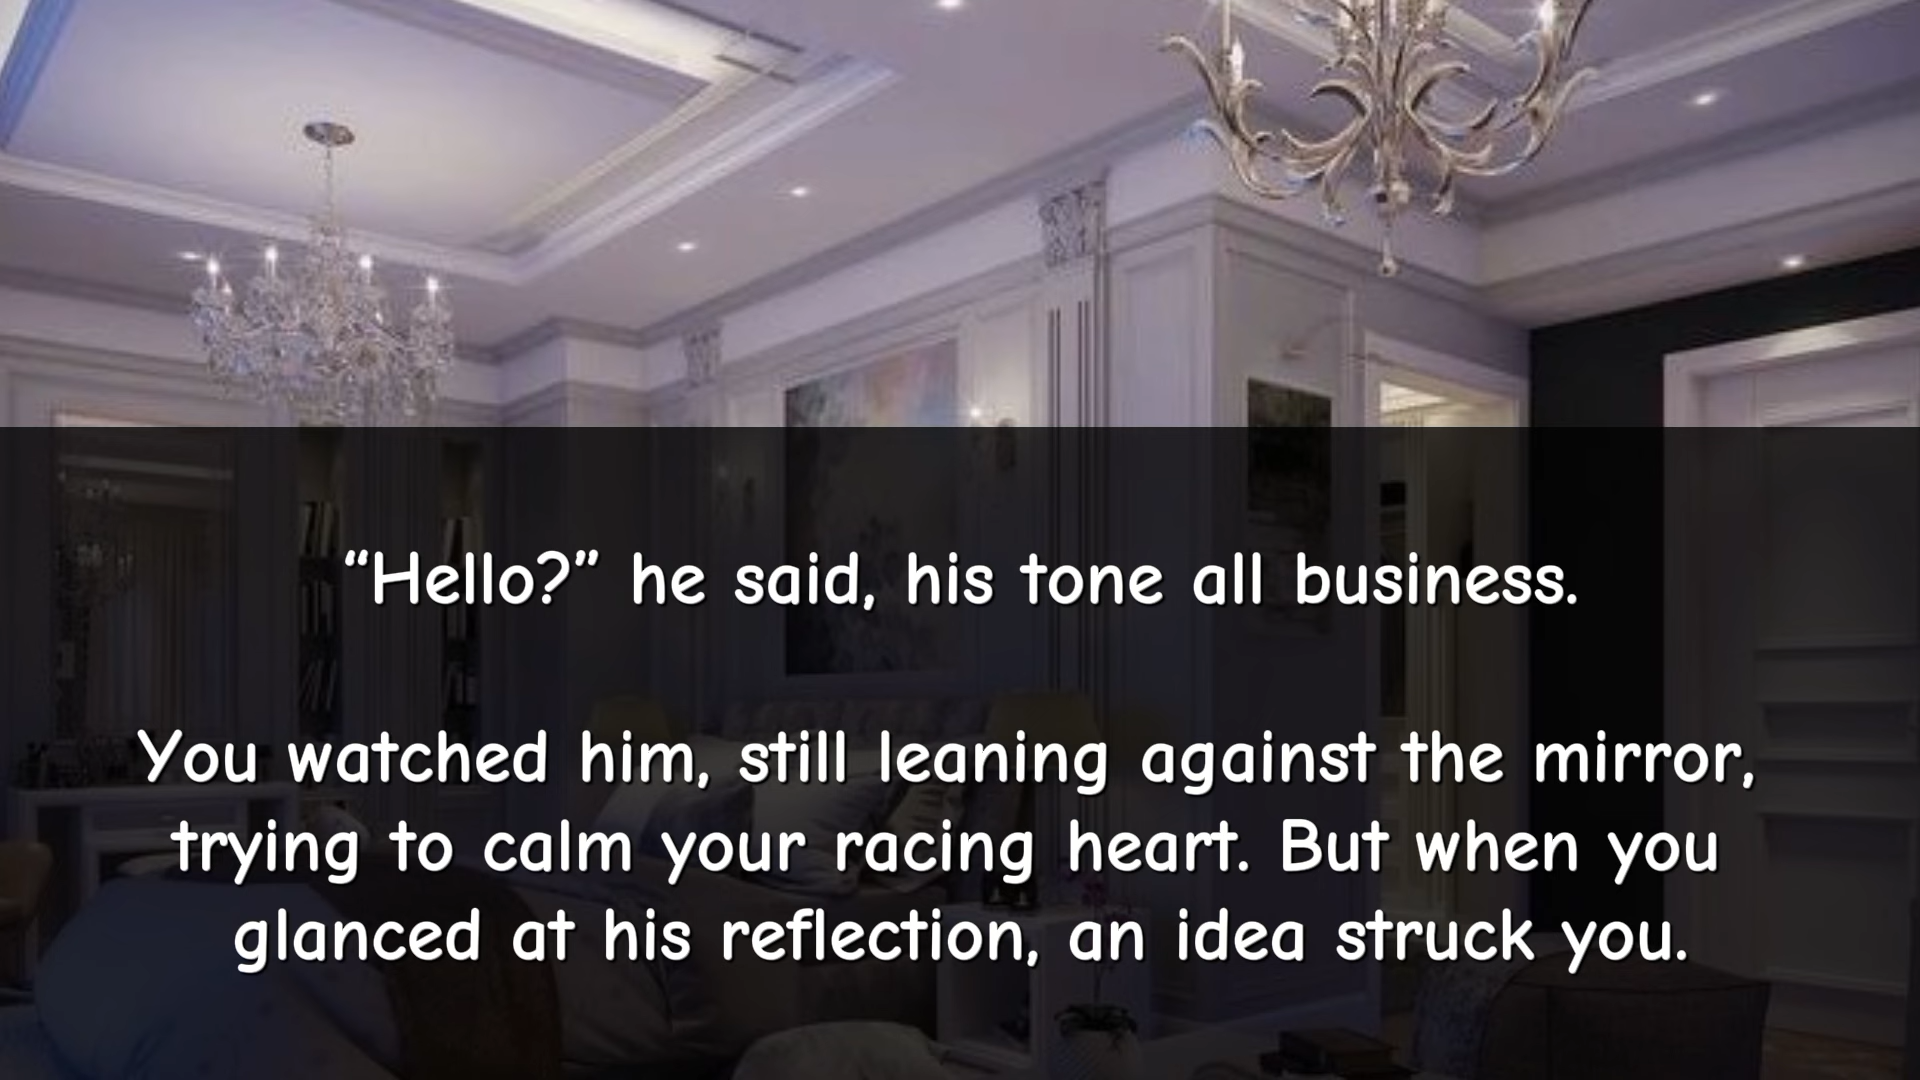 “Hello?” he said, his tone all business.
You watched him, still leaning against the mirror,
trying to calm your racing heart. But when you
glanced at his reflection, an idea struck you.